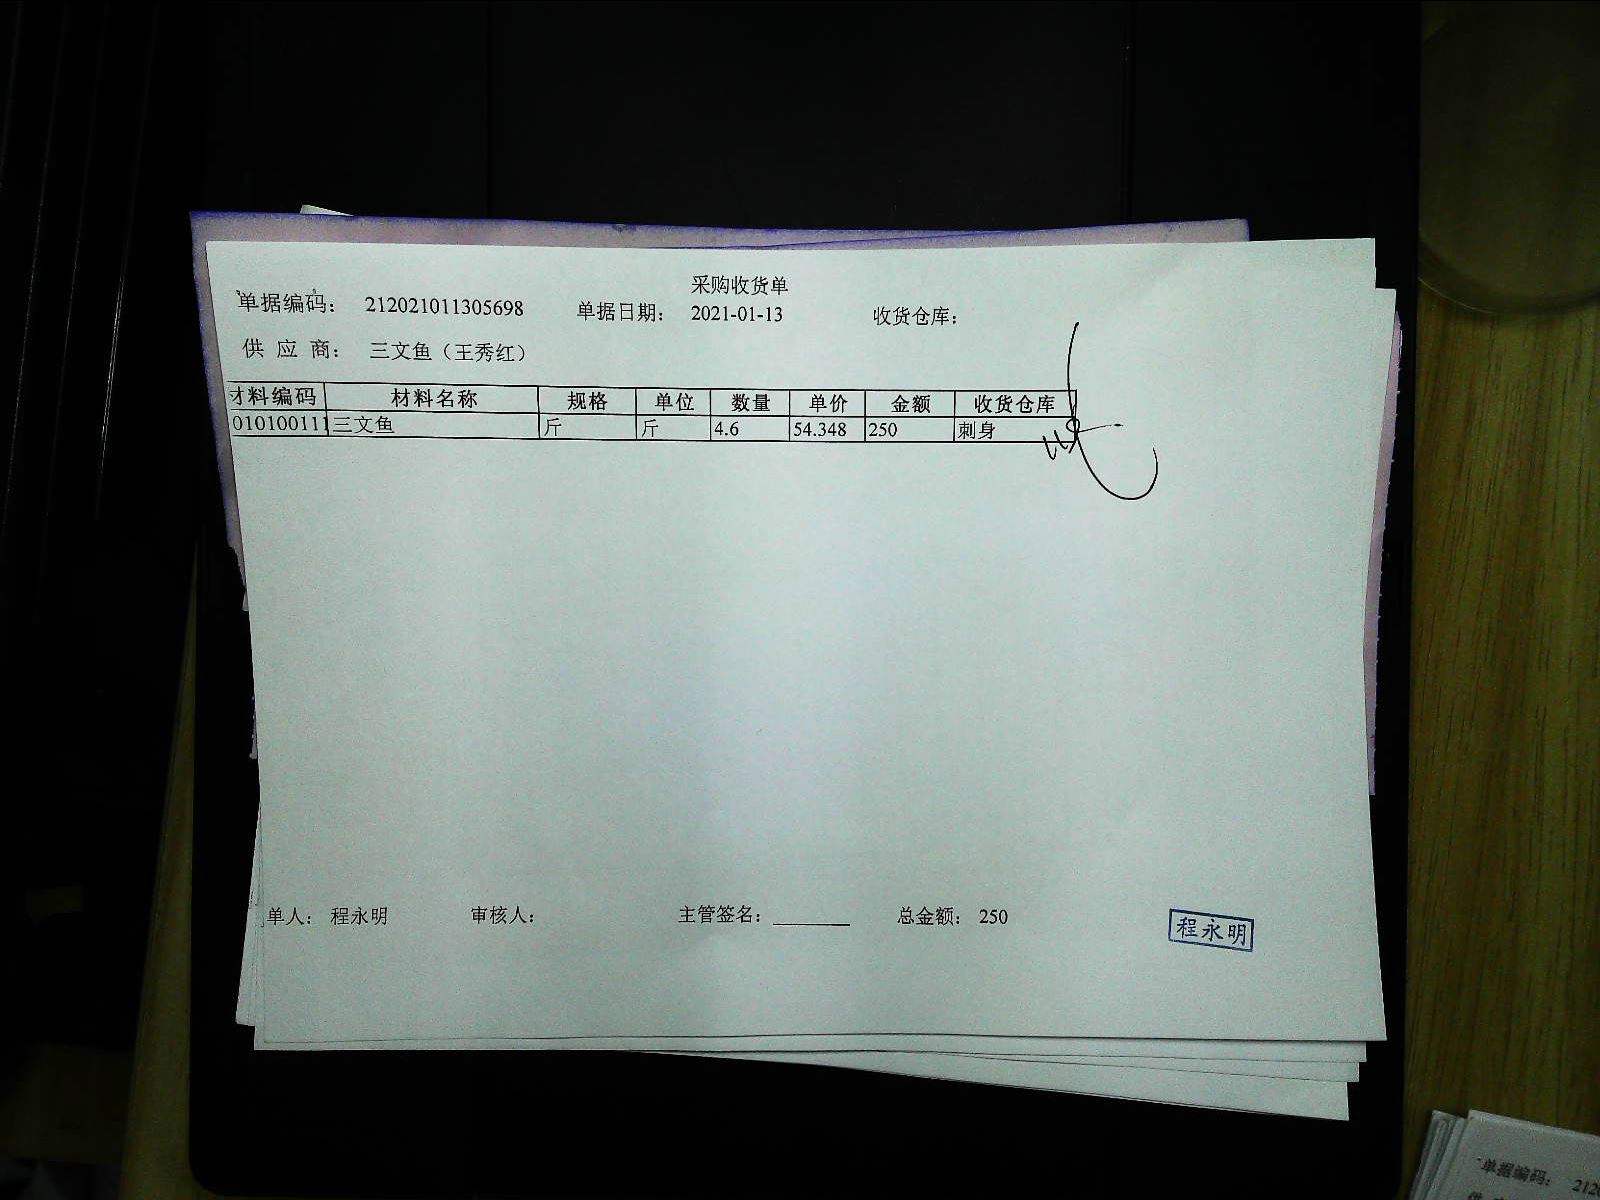 采购收货单
单据编码： 212021011305698 单据日期： 2021-01-13 收货仓库：
供 应 商： 三文鱼（王秀红）
材料编码 材料名称 规格 单位 数量 单价 金额 收货仓库
010100111 三文鱼 斤 斤 4.6 54.348 250 刺身
单人： 程永明 审核人： 主管签名： 总金额： 250
程永明
单据编码： 212